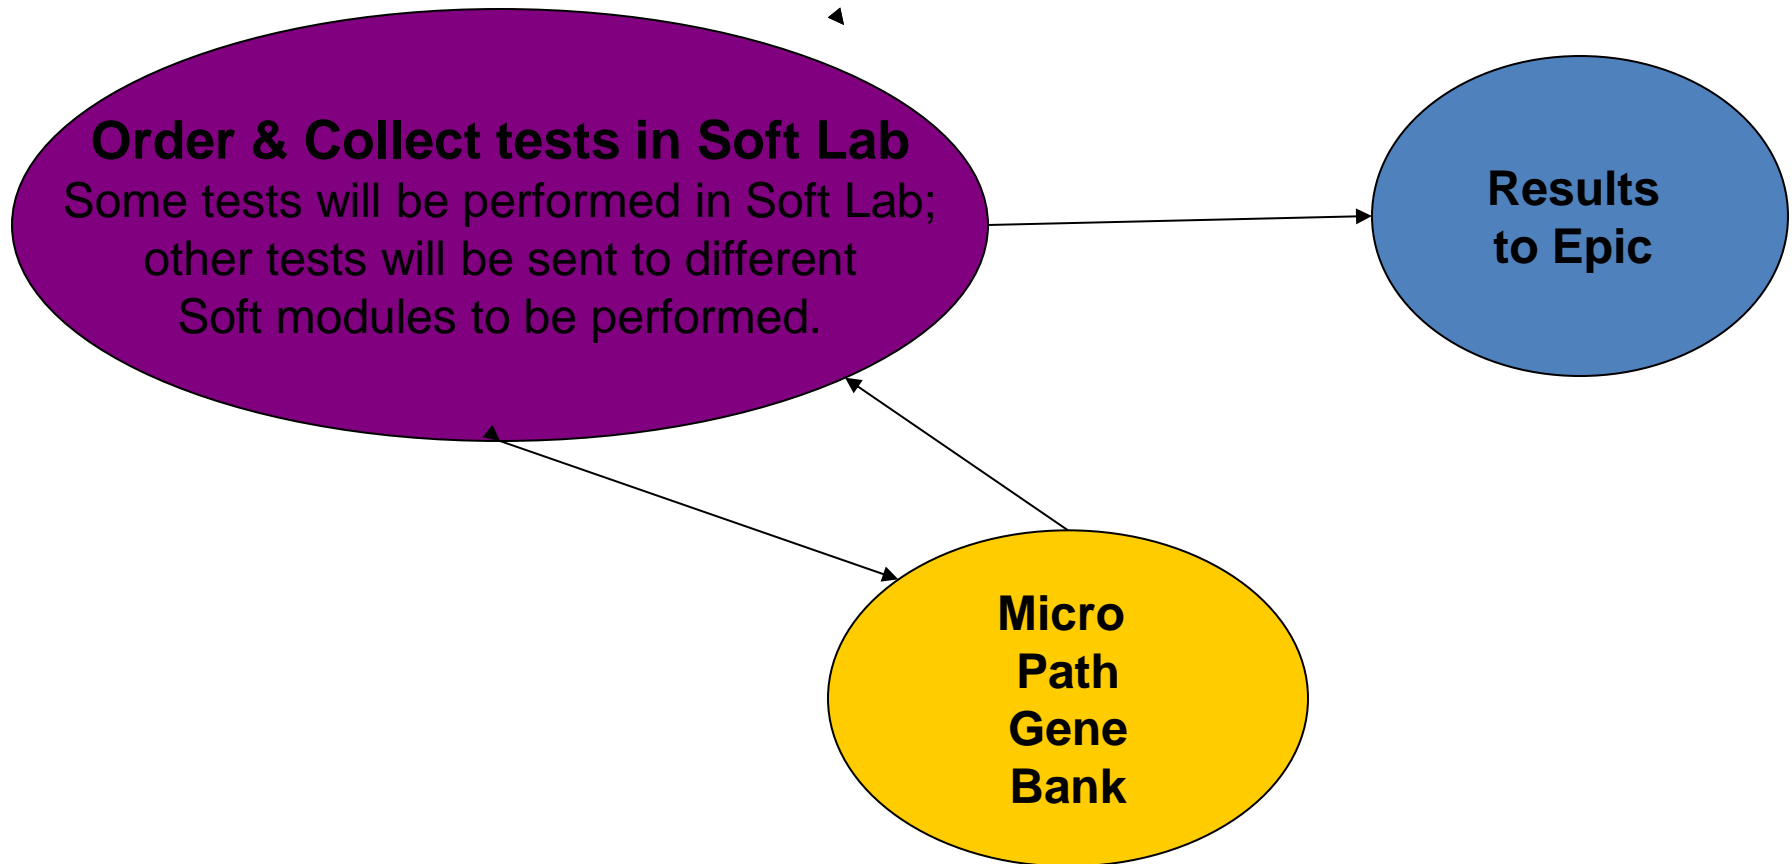 Order & Collect tests in Soft Lab
Some tests will be performed in Soft Lab;
other tests will be sent to different
Soft modules to be performed.
Results
to Epic
Micro
Path
Gene
Bank